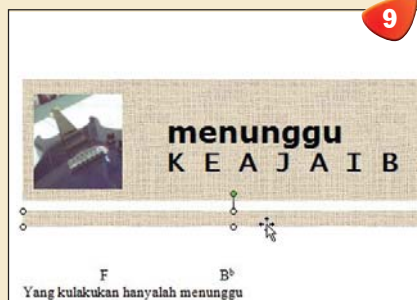 9
menunggu
K E A J A I B
F B♭
Yang kulakukan hanyalah menunggu